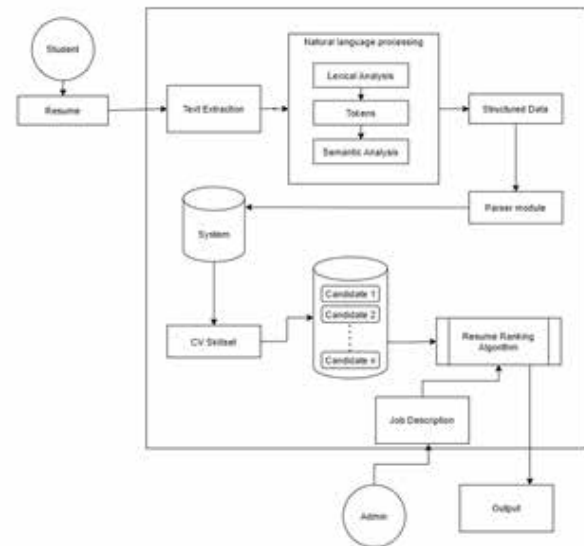 Student
Resume
Text Extraction
Natural language processing
Lexical Analysis
Tokens
Semantic Analysis
Structured Data
Parser module
System
CV Skillset
Candidate 1
Candidate 2
Candidate n
Resume Ranking
Algorithm
Job Description
Admin
Output